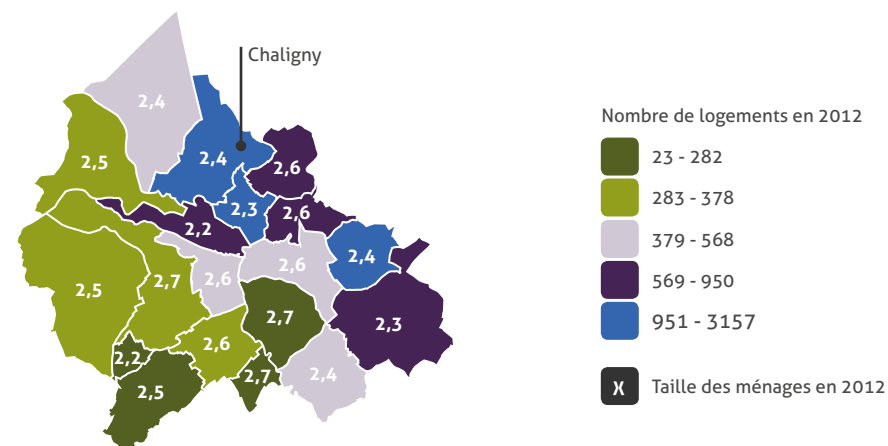 Chaligny
2,4
2,5
2,4
2,6
2,3
2,6
2,2
2,4
2,6
2,6
2,7
2,5
2,7
2,3
2,6
2,2
2,4
2,7
2,5
Nombre de logements en 2012
23 - 282
283 - 378
379 - 568
569 - 950
951 - 3157
X Taille des ménages en 2012